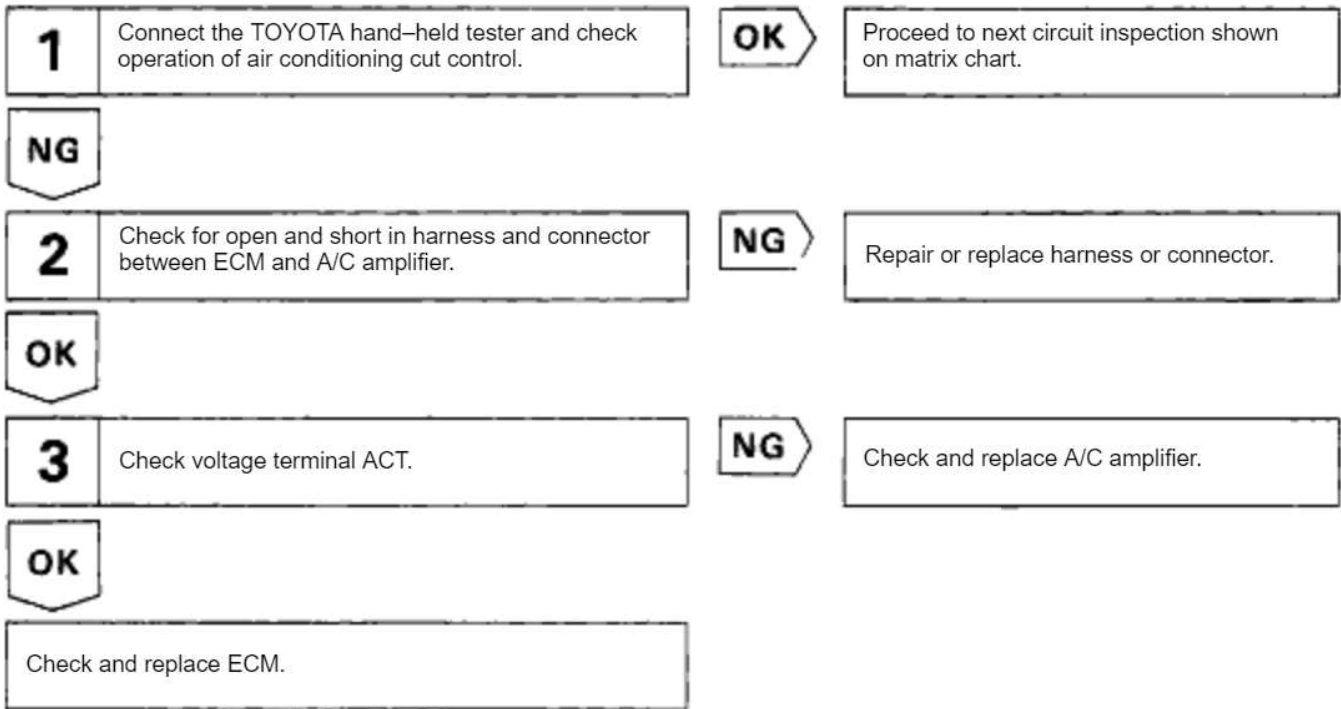 1
Connect the TOYOTA hand–held tester and check
operation of air conditioning cut control.
OK
Proceed to next circuit inspection shown
on matrix chart.
NG
2
Check for open and short in harness and connector
between ECM and A/C amplifier.
NG
Repair or replace harness or connector.
OK
3
Check voltage terminal ACT.
NG
Check and replace A/C amplifier.
OK
Check and replace ECM.